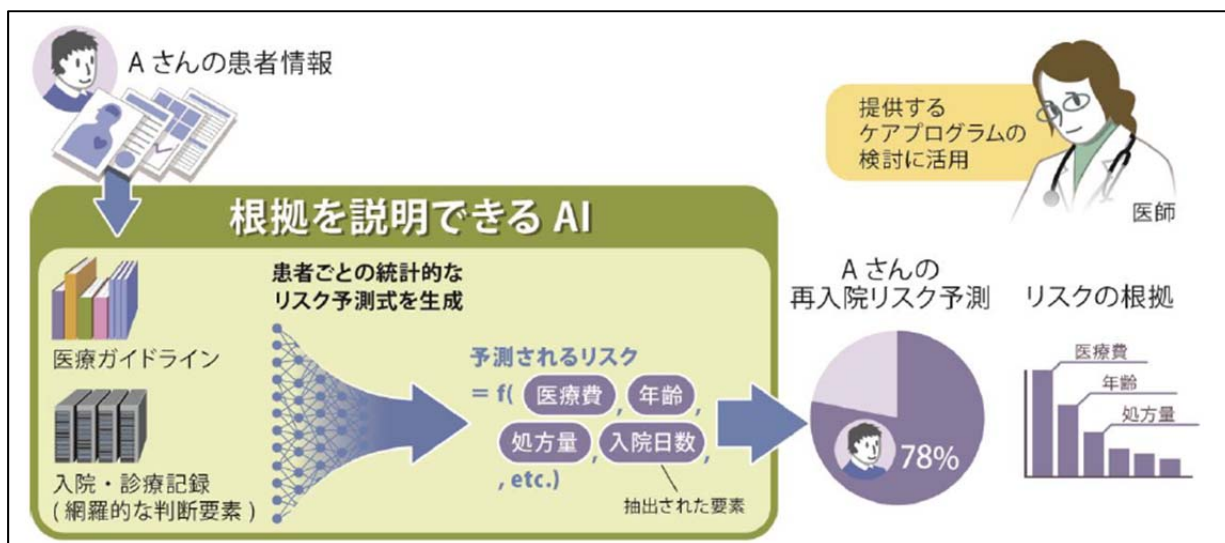 A さんの患者情報
提供する
ケアプログラムの
検討に活用
医師
根拠を説明できる AI
患者ごとの統計的な
リスク予測式を生成
医療ガイドライン
入院・診療記録
( 網羅的な判断要素 )
予測されるリスク
= f( 医療費 , 年齢 ,
処方量 , 入院日数 ,
, etc.)
抽出された要素
A さんの
再入院リスク予測
78%
リスクの根拠
医療費
年齢
処方量